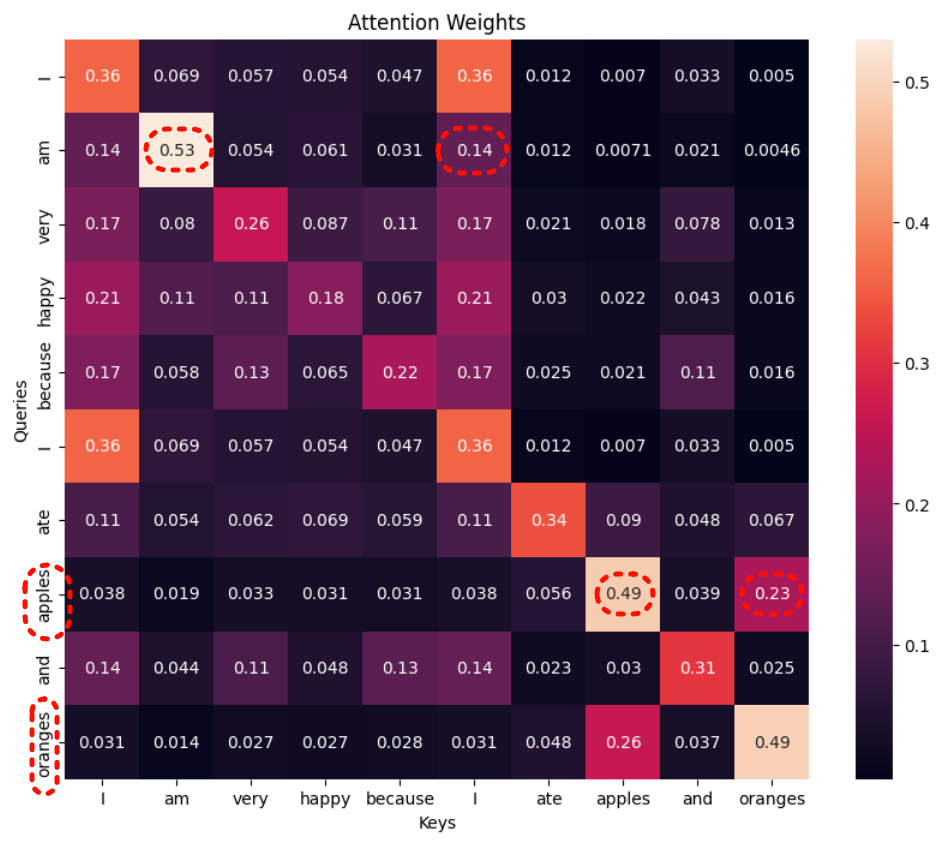 Attention Weights
I 0.36 0.069 0.057 0.054 0.047 0.36 0.012 0.007 0.033 0.005
am 0.14 0.53 0.054 0.061 0.031 0.14 0.012 0.0071 0.021 0.0046
very 0.17 0.08 0.26 0.087 0.11 0.17 0.021 0.018 0.078 0.013
happy 0.21 0.11 0.11 0.18 0.067 0.21 0.03 0.022 0.043 0.016
because 0.17 0.058 0.13 0.065 0.22 0.17 0.025 0.021 0.11 0.016
I 0.36 0.069 0.057 0.054 0.047 0.36 0.012 0.007 0.033 0.005
ate 0.11 0.054 0.062 0.069 0.059 0.11 0.34 0.09 0.048 0.067
apples 0.038 0.019 0.033 0.031 0.031 0.038 0.056 0.49 0.039 0.23
and 0.14 0.044 0.11 0.048 0.13 0.14 0.023 0.03 0.31 0.025
oranges 0.031 0.014 0.027 0.027 0.028 0.031 0.048 0.26 0.037 0.49
I am very happy because I ate apples and oranges
Keys
Queries
0.5
0.4
0.3
0.2
0.1